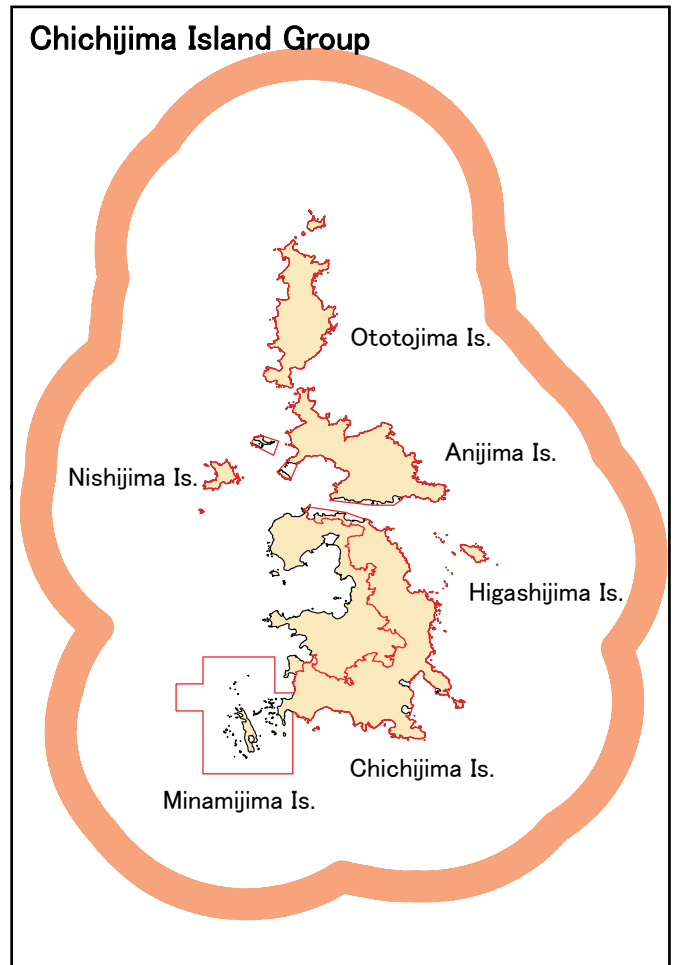 Chichijima Island Group
Ototojima Is.
Anijima Is.
Nishijima Is.
Higashijima Is.
Chichijima Is.
Minamijima Is.